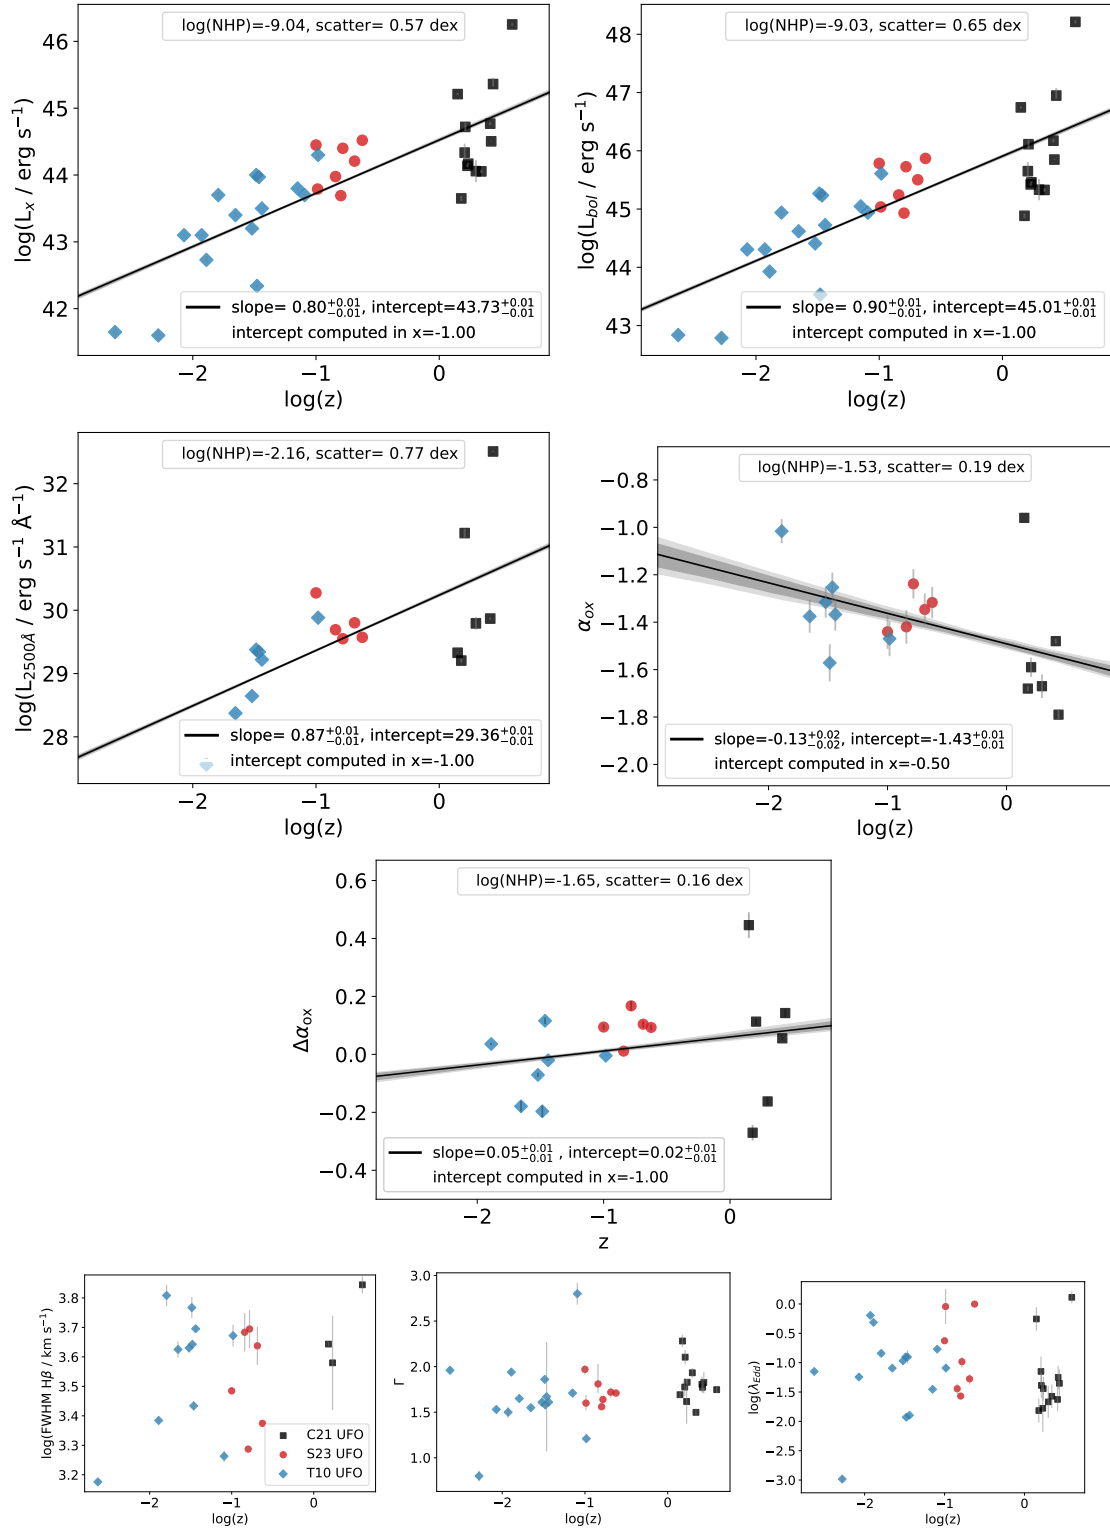 log(NHP)=-9.04, scatter= 0.57 dex
46
45
44
43
42
log(Lx / erg s⁻¹)
slope= 0.80+0.01−0.01, intercept=43.73+0.01−0.01
intercept computed in x=-1.00
−2 −1 0
log(z)
log(NHP)=-9.03, scatter= 0.65 dex
48
47
46
45
44
43
log(Lbol / erg s⁻¹)
slope= 0.90+0.01−0.01, intercept=45.01+0.01−0.01
intercept computed in x=-1.00
−2 −1 0
log(z)
log(NHP)=-2.16, scatter= 0.77 dex
32
31
30
29
28
log(L2500Å / erg s⁻¹ Å⁻¹)
slope= 0.87+0.01−0.01, intercept=29.36+0.01−0.01
intercept computed in x=-1.00
−2 −1 0
log(z)
log(NHP)=-1.53, scatter= 0.19 dex
−0.8
−1.0
−1.2
−1.4
−1.6
−1.8
−2.0
αox
slope=-0.13+0.02−0.02, intercept=-1.43+0.01−0.01
intercept computed in x=-0.50
−2 −1 0
log(z)
log(NHP)=-1.65, scatter= 0.16 dex
0.6
0.4
0.2
0.0
−0.2
−0.4
Δαox
slope=0.05+0.01−0.01 , intercept=0.02+0.01−0.01
intercept computed in x=-1.00
−2 −1 0
z
3.8
3.7
3.6
3.5
3.4
3.3
3.2
log(FWHM Hβ / km s⁻¹)
C21 UFO
S23 UFO
T10 UFO
−2 −1 0
log(z)
3.0
2.5
2.0
1.5
1.0
Γ
−2 −1 0
log(z)
0.0
−0.5
−1.0
−1.5
−2.0
−2.5
−3.0
log(λEdd)
−2 −1 0
log(z)